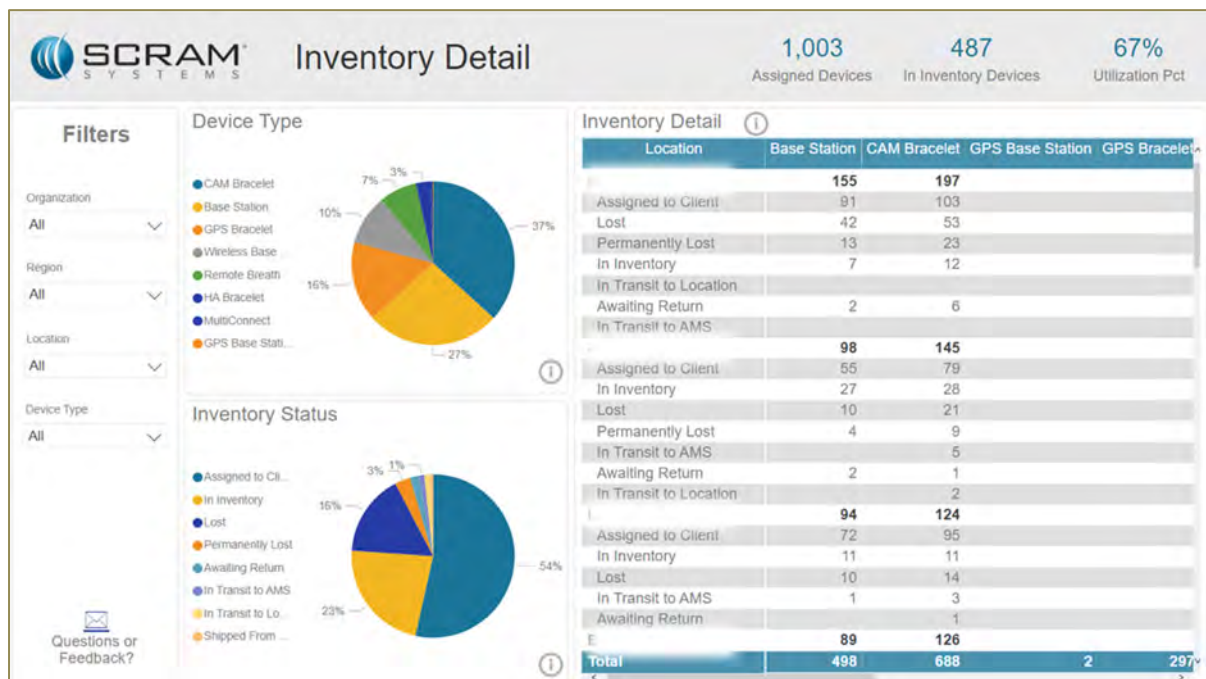 SCRAM
SYSTEMS
Inventory Detail
1,003
Assigned Devices
487
In Inventory Devices
67%
Utilization Pct
Filters
Organization
All
Region
All
Location
All
Device Type
All
Questions or
Feedback?
Device Type
CAM Bracelet
Base Station
GPS Bracelet
Wireless Base ...
Remote Breath
HA Bracelet
MultiConnect
GPS Base Stati...
3%
7%
10%
37%
16%
27%
Inventory Status
Assigned to Cli...
In Inventory
Lost
Permanently Lost
Awaiting Return
In Transit to AMS
In Transit to Lo...
Shipped From ...
3% 1%
16%
54%
23%
Inventory Detail
Location Base Station CAM Bracelet GPS Base Station GPS Bracelet
155 197
Assigned to Client 91 103
Lost 42 53
Permanently Lost 13 23
In Inventory 7 12
In Transit to Location
Awaiting Return 2 6
In Transit to AMS
98 145
Assigned to Client 55 79
In Inventory 27 28
Lost 10 21
Permanently Lost 4 9
In Transit to AMS 5
Awaiting Return 2 1
In Transit to Location 2
94 124
Assigned to Client 72 95
In Inventory 11 11
Lost 10 14
In Transit to AMS 1 3
Awaiting Return 1
89 126
Total 498 688 2 297